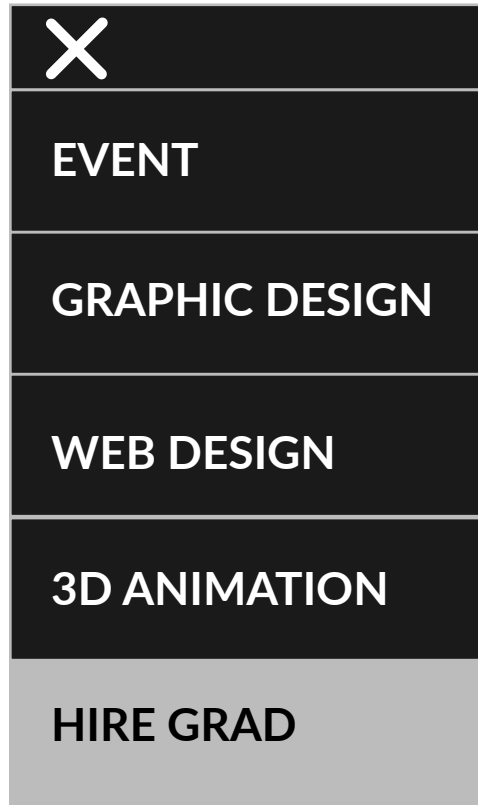 EVENT
GRAPHIC DESIGN
WEB DESIGN
3D ANIMATION
HIRE GRAD